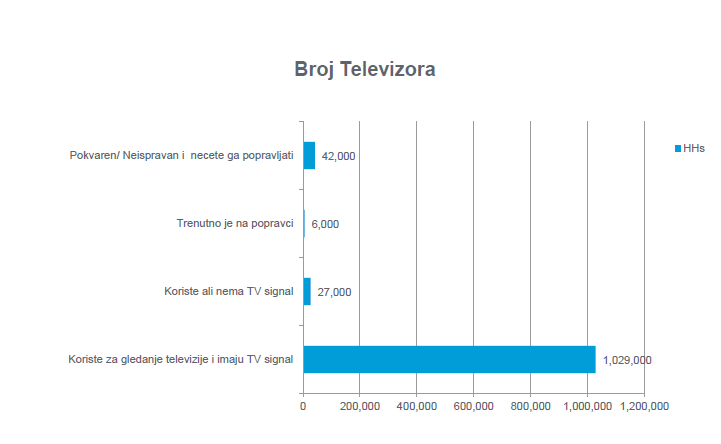 Broj Televizora
Pokvaren/ Neispravan i  necete ga popravljati
42,000
HHs
Trenutno je na popravci
6,000
Koriste ali nema TV signal
27,000
Koriste za gledanje televizije i imaju TV signal
1,029,000
0
200,000
400,000
600,000
800,000
1,000,000
1,200,000